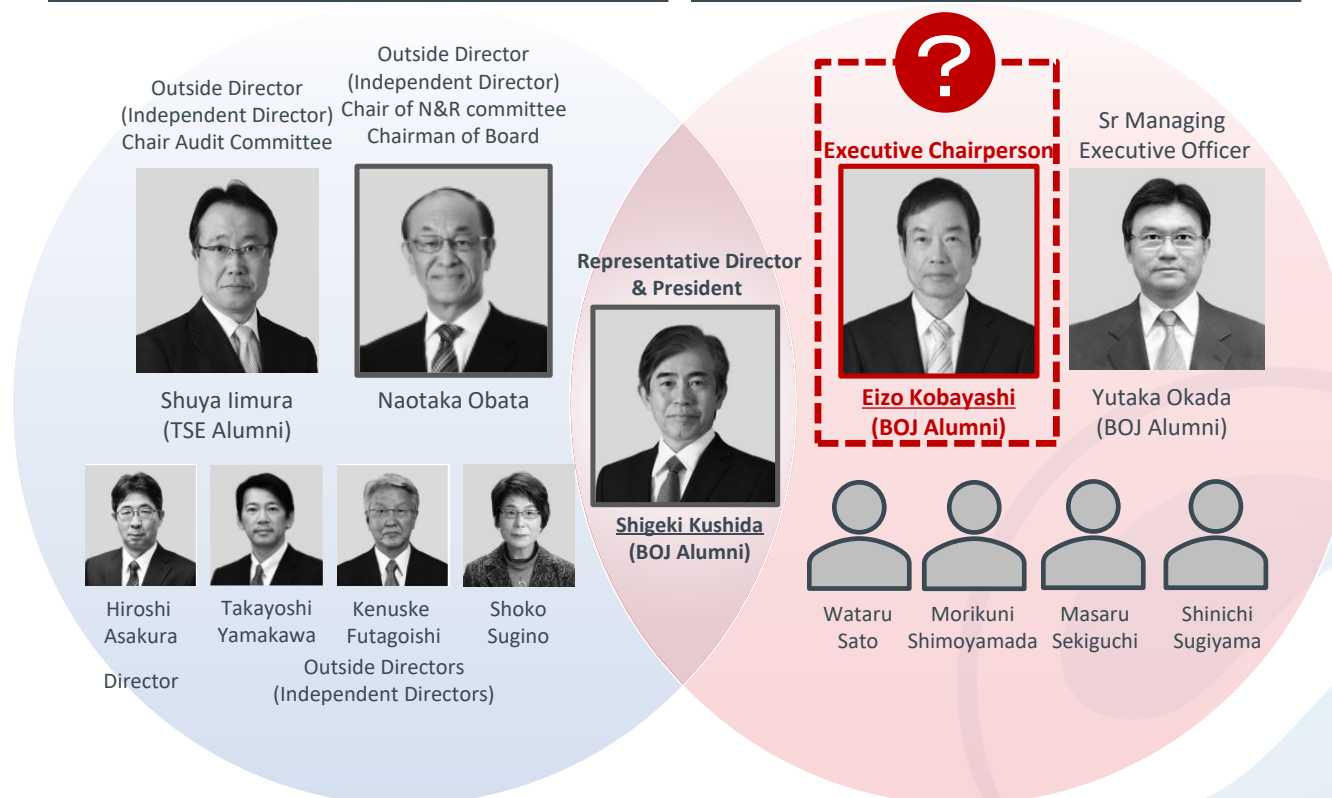 Outside Director
(Independent Director)
Chair Audit Committee
Shuya Iimura
(TSE Alumni)
Outside Director
(Independent Director)
Chair of N&R committee
Chairman of Board
Naotaka Obata
Hiroshi
Asakura
Director
Takayoshi
Yamakawa
Kenuske
Futagoishi
Shoko
Sugino
Outside Directors
(Independent Directors)
Representative Director
& President
Shigeki Kushida
(BOJ Alumni)
?
Executive Chairperson
Eizo Kobayashi
(BOJ Alumni)
Sr Managing
Executive Officer
Yutaka Okada
(BOJ Alumni)
Wataru
Sato
Morikuni
Shimoyamada
Masaru
Sekiguchi
Shinichi
Sugiyama